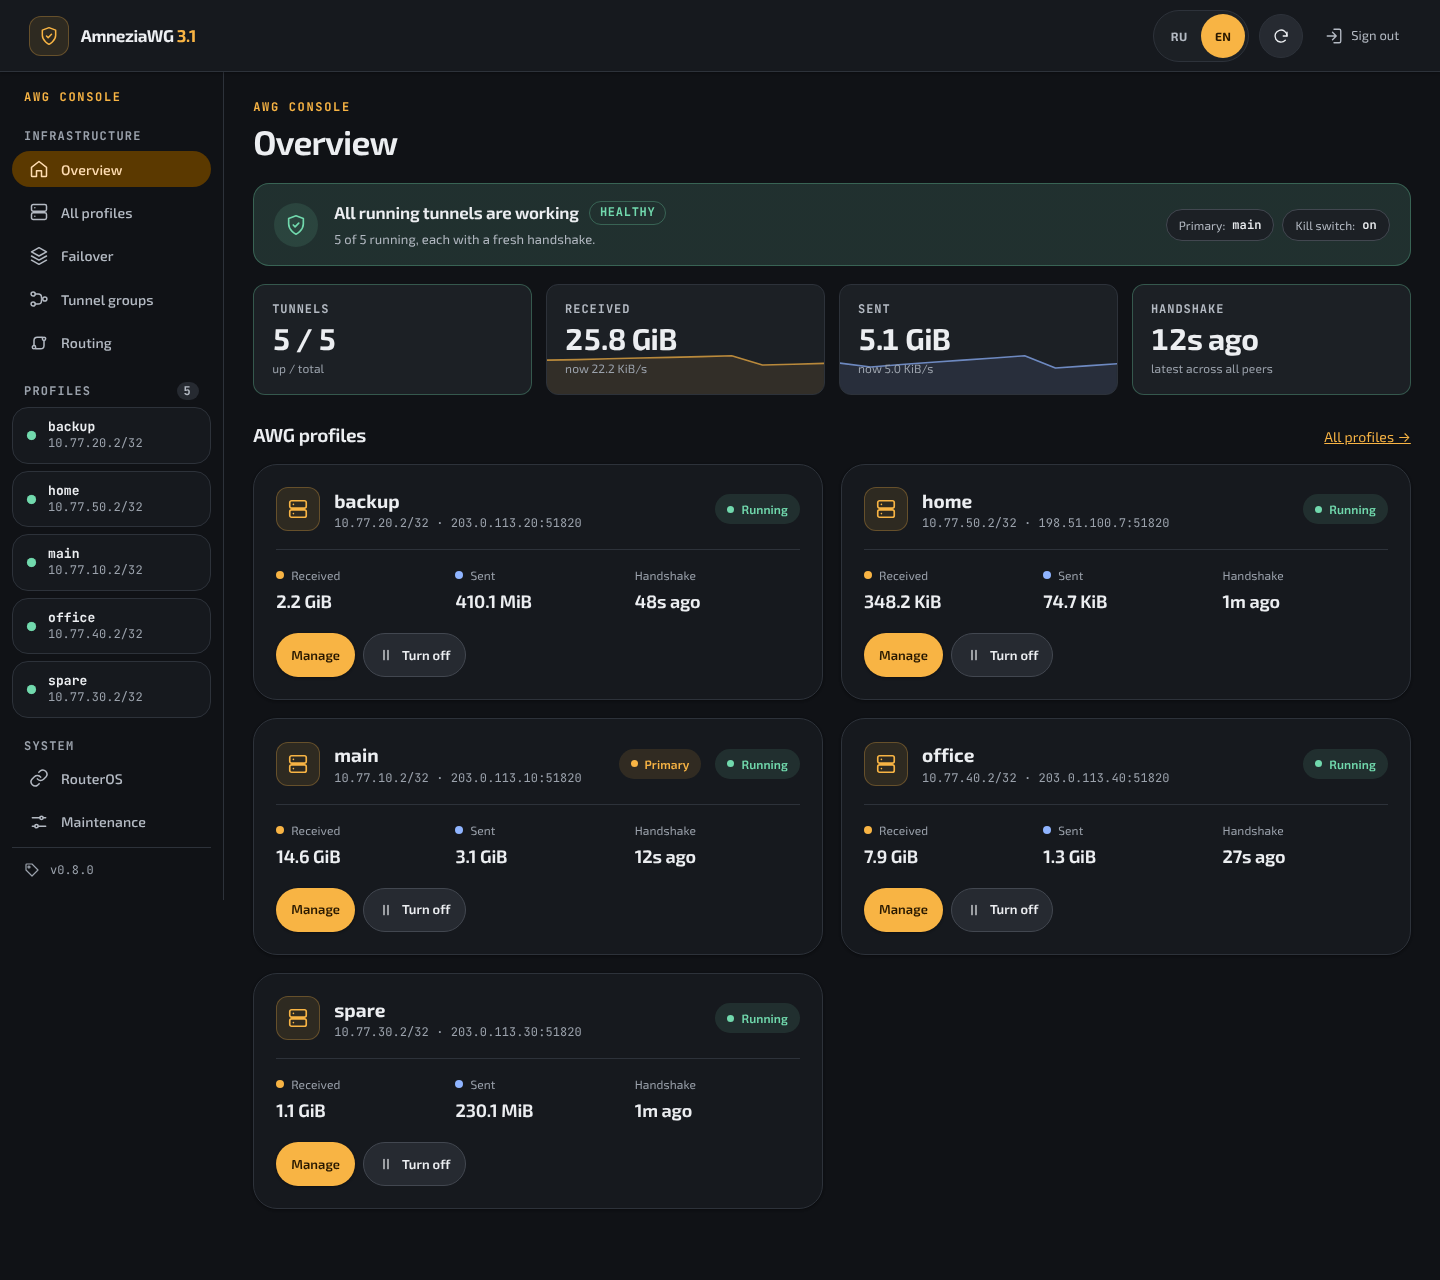 AmneziaWG 3.1
RU
EN
Sign out
AWG CONSOLE
INFRASTRUCTURE
Overview
All profiles
Failover
Tunnel groups
Routing
PROFILES
5
backup
10.77.20.2/32
home
10.77.50.2/32
main
10.77.10.2/32
office
10.77.40.2/32
spare
10.77.30.2/32
SYSTEM
RouterOS
Maintenance
v0.8.0
AWG CONSOLE
Overview
All running tunnels are working
HEALTHY
5 of 5 running, each with a fresh handshake.
Primary: main
Kill switch: on
TUNNELS
5 / 5
up / total
RECEIVED
25.8 GiB
now 22.2 KiB/s
SENT
5.1 GiB
now 5.0 KiB/s
HANDSHAKE
12s ago
latest across all peers
AWG profiles
All profiles →
backup
10.77.20.2/32 · 203.0.113.20:51820
Running
Received
Sent
Handshake
2.2 GiB
410.1 MiB
48s ago
Manage
Turn off
home
10.77.50.2/32 · 198.51.100.7:51820
Running
Received
Sent
Handshake
348.2 KiB
74.7 KiB
1m ago
Manage
Turn off
main
10.77.10.2/32 · 203.0.113.10:51820
Primary
Running
Received
Sent
Handshake
14.6 GiB
3.1 GiB
12s ago
Manage
Turn off
office
10.77.40.2/32 · 203.0.113.40:51820
Running
Received
Sent
Handshake
7.9 GiB
1.3 GiB
27s ago
Manage
Turn off
spare
10.77.30.2/32 · 203.0.113.30:51820
Running
Received
Sent
Handshake
1.1 GiB
230.1 MiB
1m ago
Manage
Turn off